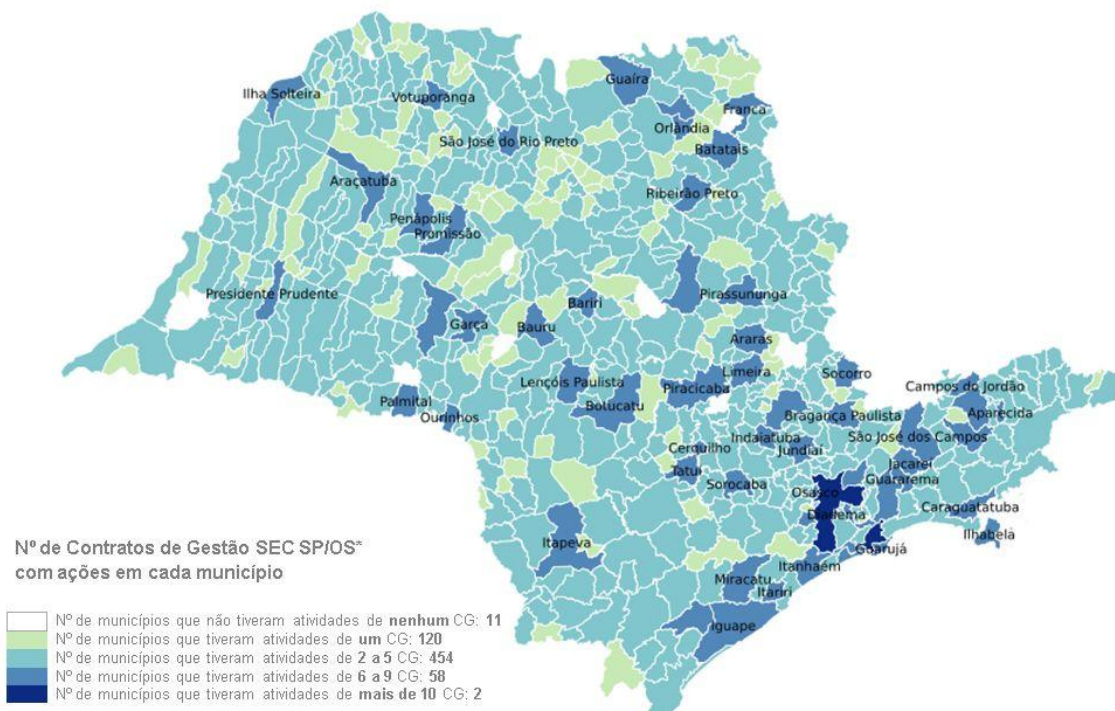 Guaíra
Ilha Solteira
Votuporanga
Franca
Orlândia
São José do Rio Preto
Batatais
Araçatuba
Ribeirão Preto
Penápolis
Promissão
Presidente Prudente
Pirassununga
Bariri
Garça
Bauru
Araras
Lençóis Paulista
Limeira
Socorro
Piracicaba
Campos do Jordão
Palmital
Botucatu
Bragança Paulista
Aparecida
Ourinhos
Indaiatuba
São José dos Campos
Cerquilho
Jundiaí
Jacareí
Tatuí
Guararema
Sorocaba
Osasco
Diadema
Caraguatatuba
Ilhabela
Itapeva
Guarujá
Itanhaém
Miracatu
Itariri
Iguape
Nº de Contratos de Gestão SEC SP/OS*
com ações em cada município
Nº de municípios que não tiveram atividades de nenhum CG: 11
Nº de municípios que tiveram atividades de um CG: 120
Nº de municípios que tiveram atividades de 2 a 5 CG: 454
Nº de municípios que tiveram atividades de 6 a 9 CG: 58
Nº de municípios que tiveram atividades de mais de 10 CG: 2